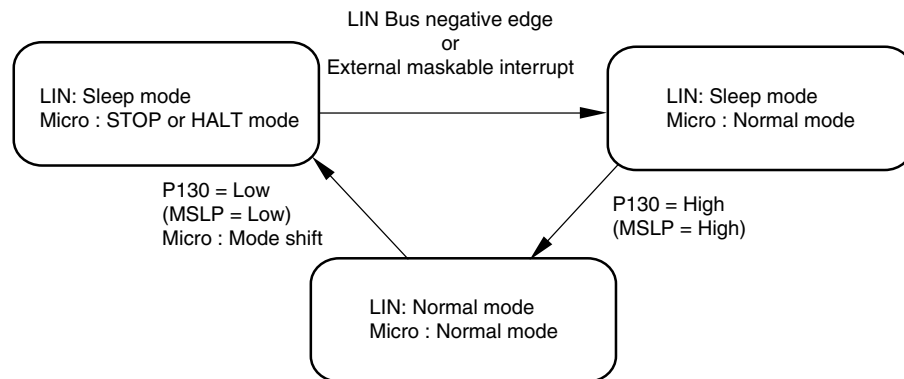 LIN Bus negative edge
or
External maskable interrupt
LIN: Sleep mode
Micro : STOP or HALT mode
LIN: Sleep mode
Micro : Normal mode
P130 = Low
(MSLP = Low)
Micro : Mode shift
P130 = High
(MSLP = High)
LIN: Normal mode
Micro : Normal mode